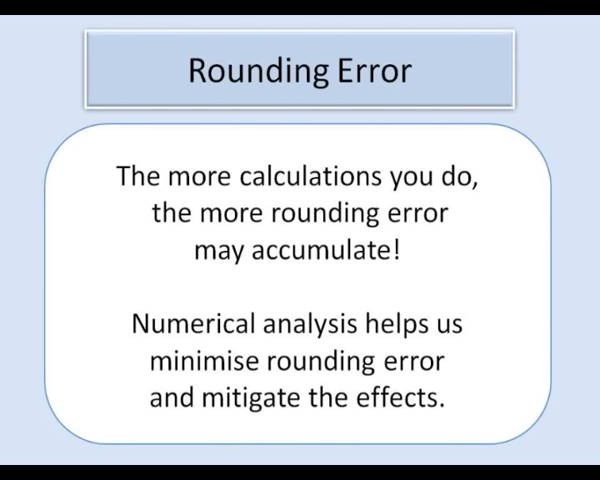 Rounding Error
The more calculations you do,
the more rounding error
may accumulate!
Numerical analysis helps us
minimise rounding error
and mitigate the effects.